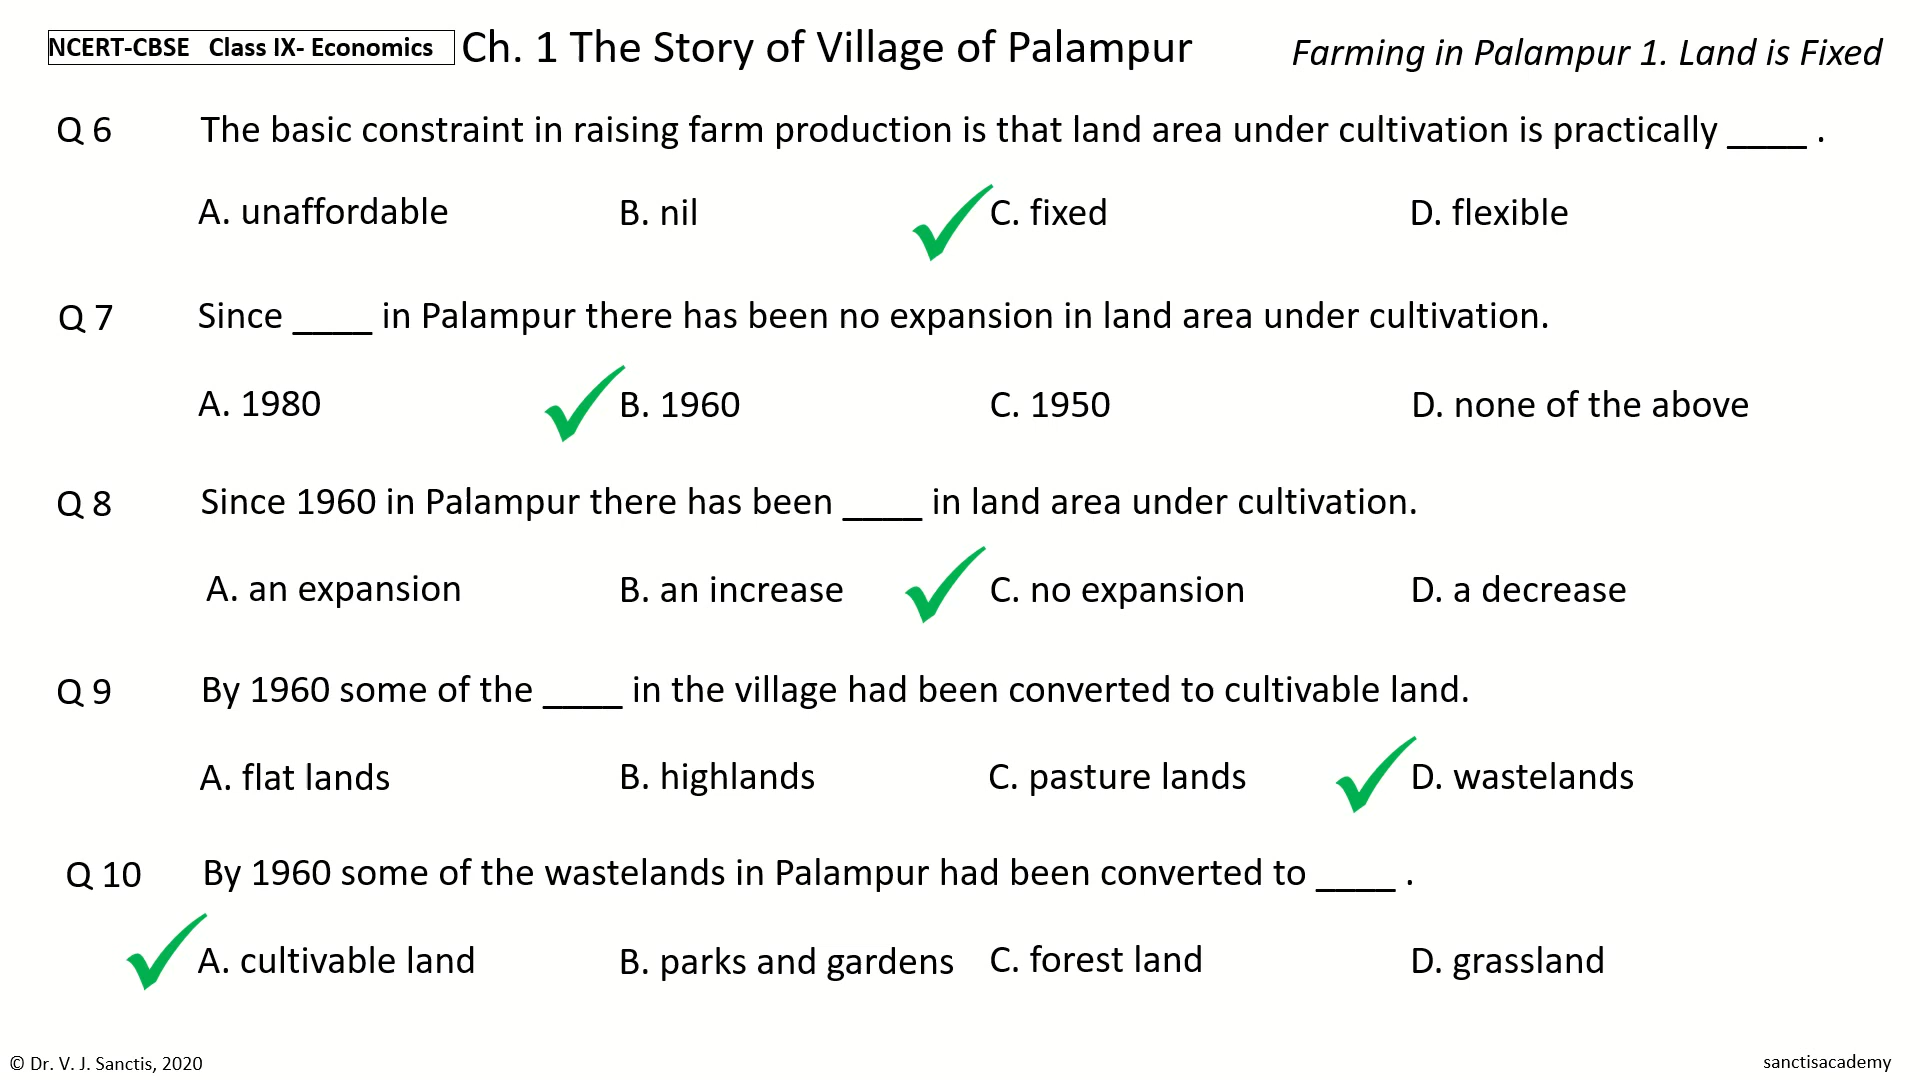 NCERT-CBSE Class IX- Economics Ch. 1 The Story of Village of Palampur Farming in Palampur 1. Land is Fixed
Q 6 The basic constraint in raising farm production is that land area under cultivation is practically ____ .
A. unaffordable B. nil C. fixed D. flexible
Q 7 Since ____ in Palampur there has been no expansion in land area under cultivation.
A. 1980 B. 1960 C. 1950 D. none of the above
Q 8 Since 1960 in Palampur there has been ____ in land area under cultivation.
A. an expansion B. an increase C. no expansion D. a decrease
Q 9 By 1960 some of the ____ in the village had been converted to cultivable land.
A. flat lands B. highlands C. pasture lands D. wastelands
Q 10 By 1960 some of the wastelands in Palampur had been converted to ____ .
A. cultivable land B. parks and gardens C. forest land D. grassland
© Dr. V. J. Sanctis, 2020 sanctisacademy